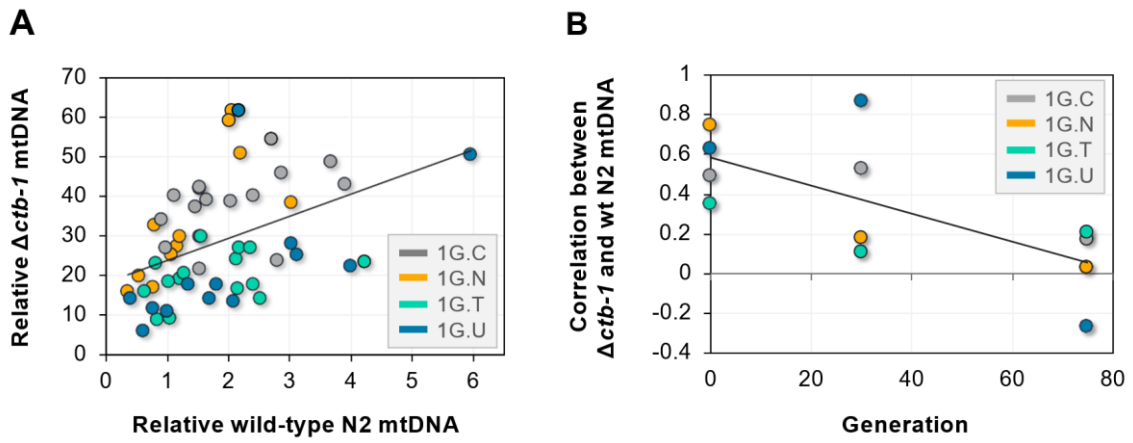 A
Relative Δctb-1 mtDNA
70
60
50
40
30
20
10
0
0 1 2 3 4 5 6
Relative wild-type N2 mtDNA
1G.C
1G.N
1G.T
1G.U
B
Correlation between
Δctb-1 and wt N2 mtDNA
1
0.8
0.6
0.4
0.2
0
-0.2
-0.4
0 20 40 60 80
Generation
1G.C
1G.N
1G.T
1G.U